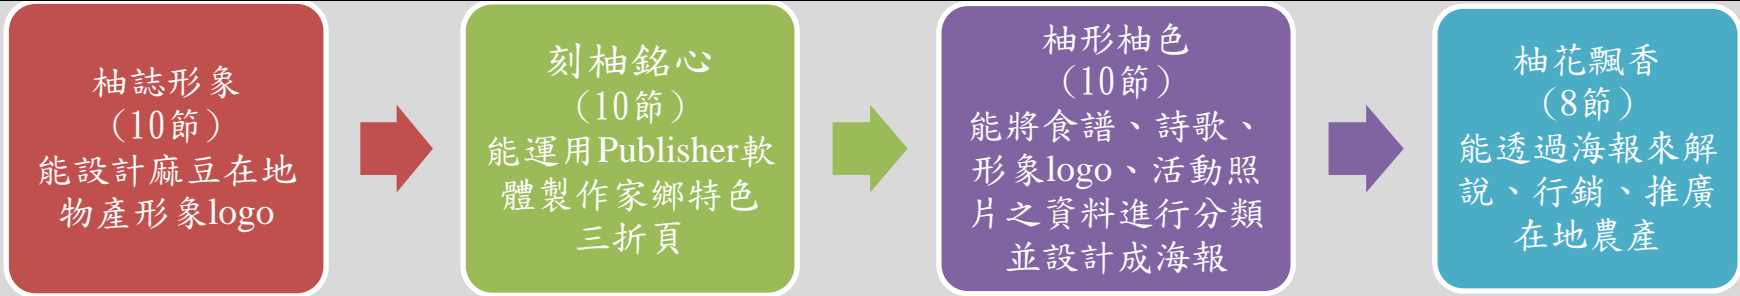 柚誌形象
（10節）
能設計麻豆在地
物產形象logo
刻柚銘心
（10節）
能運用Publisher軟
體製作家鄉特色
三折頁
柚形柚色
（10節）
能將食譜、詩歌、
形象logo、活動照
片之資料進行分類
並設計成海報
柚花飄香
（8節）
能透過海報來解
說、行銷、推廣
在地農產